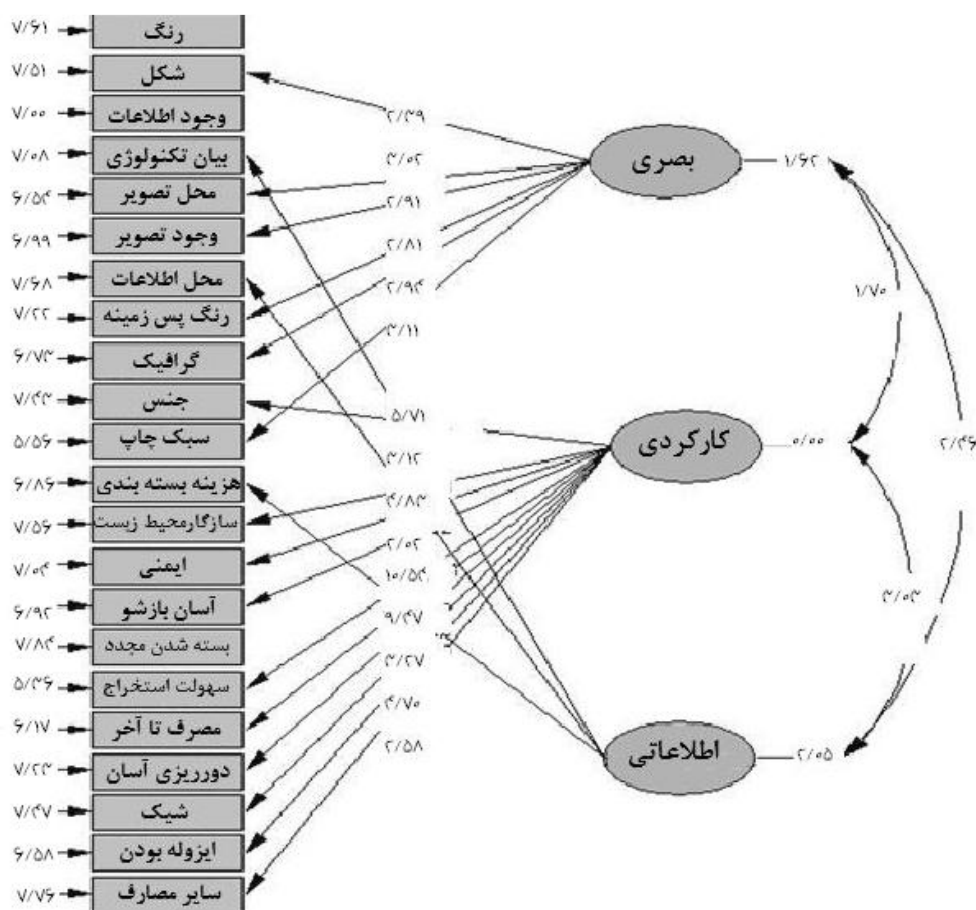 ۷/۶۱ رنگ
۷/۵۱ شکل
۷/۰۰ وجود اطلاعات
۷/۰۸ بیان تکنولوژی
۶/۵۴ محل تصویر
۶/۹۹ وجود تصویر
۷/۶۸ محل اطلاعات
۷/۲۲ رنگ پس زمینه
۶/۷۳ گرافیک
۷/۴۳ جنس
۵/۵۶ سبک چاپ
۶/۸۶ هزینه بسته بندی
۷/۵۶ سازگارمحیط زیست
۷/۰۴ ایمنی
۶/۹۲ آسان بازشو
۷/۸۴ بسته شدن مجدد
۵/۳۶ سهولت استخراج
۶/۱۷ مصرف تا آخر
۷/۲۳ دورریزی آسان
۷/۴۷ شیک
۶/۵۸ ایزوله بودن
۷/۷۶ سایر مصارف
۲/۴۹
۳/۰۲
۲/۹۱
۲/۸۱
۲/۹۴
۳/۱۱
۵/۷۱
۳/۱۲
۴/۸۳
۲/۰۲
۱۰/۵۴
۹/۴۷
۳/۲۷
۴/۷۰
۲/۵۸
بصری
۱/۶۲
کارکردی
۰/۰۰
اطلاعاتی
۲/۰۵
۱/۷۰
۲/۴۶
۳/۰۳